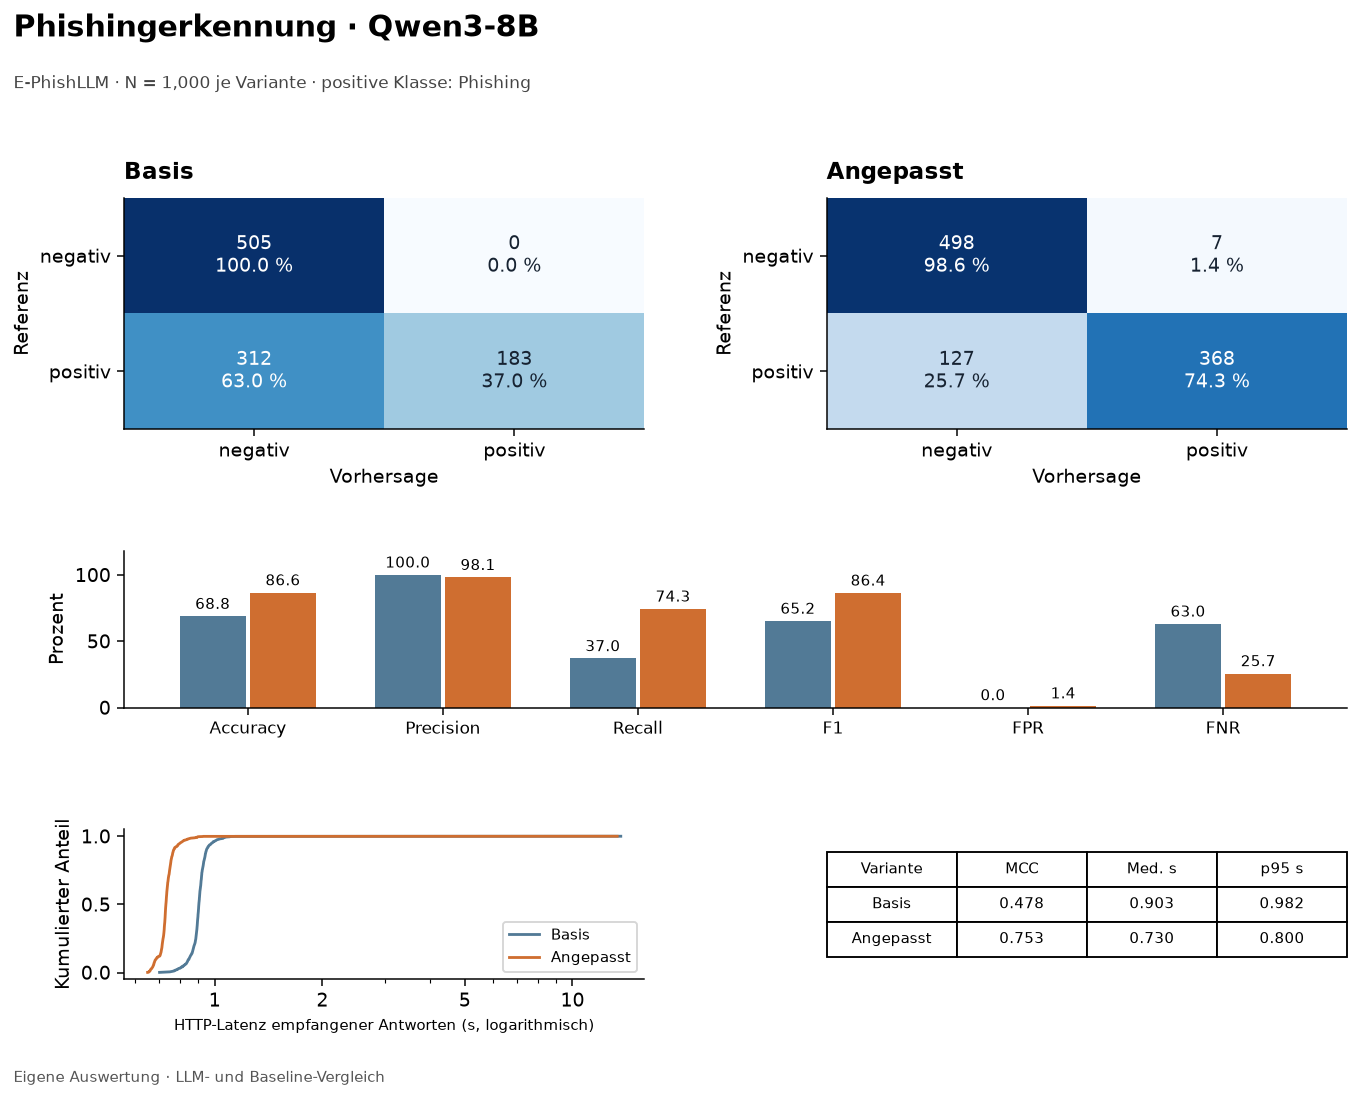 Phishingerkennung · Qwen3-8B
E-PhishLLM · N = 1,000 je Variante · positive Klasse: Phishing
Basis
Referenz
negativ
505
100.0 %
0
0.0 %
positiv
312
63.0 %
183
37.0 %
negativ
positiv
Vorhersage
Angepasst
Referenz
negativ
498
98.6 %
7
1.4 %
positiv
127
25.7 %
368
74.3 %
negativ
positiv
Vorhersage
Prozent
100
50
0
68.8
86.6
100.0
98.1
37.0
74.3
65.2
86.4
0.0
1.4
63.0
25.7
Accuracy
Precision
Recall
F1
FPR
FNR
Kumulierter Anteil
1.0
0.5
0.0
Basis
Angepasst
1
2
5
10
HTTP-Latenz empfangener Antworten (s, logarithmisch)
Variante MCC Med. s p95 s
Basis 0.478 0.903 0.982
Angepasst 0.753 0.730 0.800
Eigene Auswertung · LLM- und Baseline-Vergleich